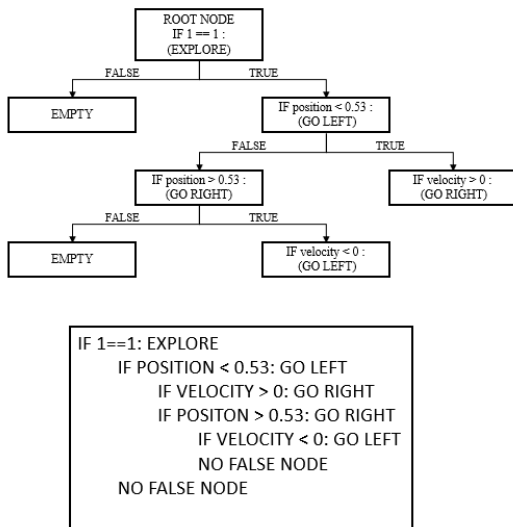 ROOT NODE
IF 1 == 1 :
(EXPLORE)
FALSE
TRUE
EMPTY
IF position < 0.53 :
(GO LEFT)
FALSE
TRUE
IF position > 0.53 :
(GO RIGHT)
IF velocity > 0 :
(GO RIGHT)
FALSE
TRUE
EMPTY
IF velocity < 0 :
(GO LEFT)
IF 1==1: EXPLORE
IF POSITION < 0.53: GO LEFT
IF VELOCITY > 0: GO RIGHT
IF POSITON > 0.53: GO RIGHT
IF VELOCITY < 0: GO LEFT
NO FALSE NODE
NO FALSE NODE